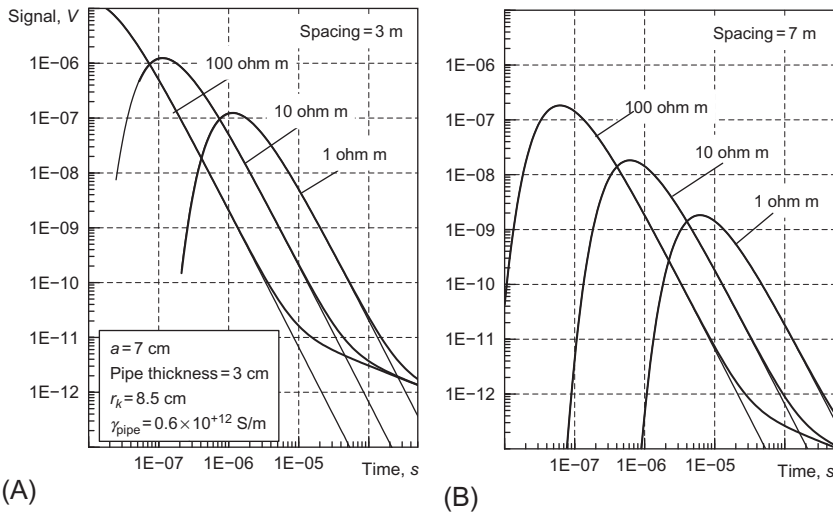 Signal, V
Spacing = 3 m
1E−06
1E−07
1E−08
1E−09
1E−10
1E−11
1E−12
100 ohm m
10 ohm m
1 ohm m
a = 7 cm
Pipe thickness = 3 cm
r_k = 8.5 cm
γ_pipe = 0.6 × 10^+12 S/m
1E−07 1E−06 1E−05 Time, s
(A)
Spacing = 7 m
1E−06
1E−07
1E−08
1E−09
1E−10
1E−11
1E−12
100 ohm m
10 ohm m
1 ohm m
1E−07 1E−06 1E−05 Time, s
(B)